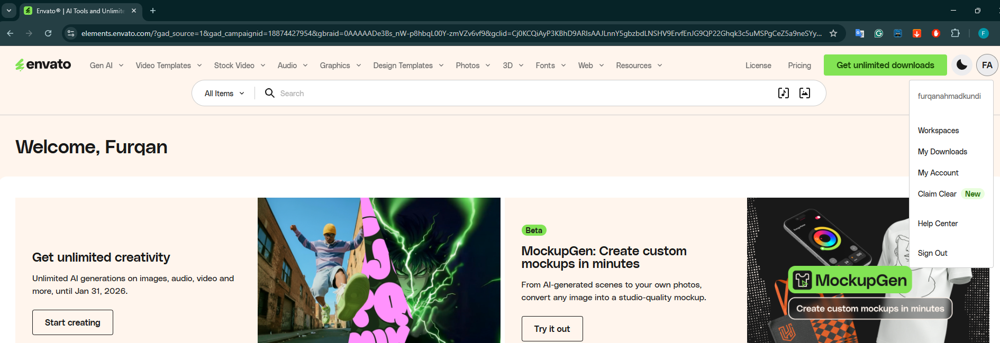 Envato® | AI Tools and Unlimite
elements.envato.com/?gad_source=1&gad_campaignid=18874427954&gbraid=0AAAAADe3Bs_nW-p8hbqL00Y-zmVZv6vf9&gclid=Cj0KCQiAyP3KBhD9ARIsAAJLnnY5gbzbdLNSHV9ErvfEnJG9QP22Ghqk3c5uMSPgCeZ5a9neSYy...
F
envato
Gen AI
Video Templates
Stock Video
Audio
Graphics
Design Templates
Photos
3D
Fonts
Web
Resources
License
Pricing
Get unlimited downloads
FA
All Items
Search
furqanahmadkundi
Workspaces
My Downloads
My Account
Claim Clear New
Help Center
Sign Out
Welcome, Furqan
Get unlimited creativity
Unlimited AI generations on images, audio, video and
more, until Jan 31, 2026.
Start creating
Beta
MockupGen: Create custom
mockups in minutes
From AI-generated scenes to your own photos,
convert any image into a studio-quality mockup.
Try it out
MockupGen
Create custom mockups in minutes